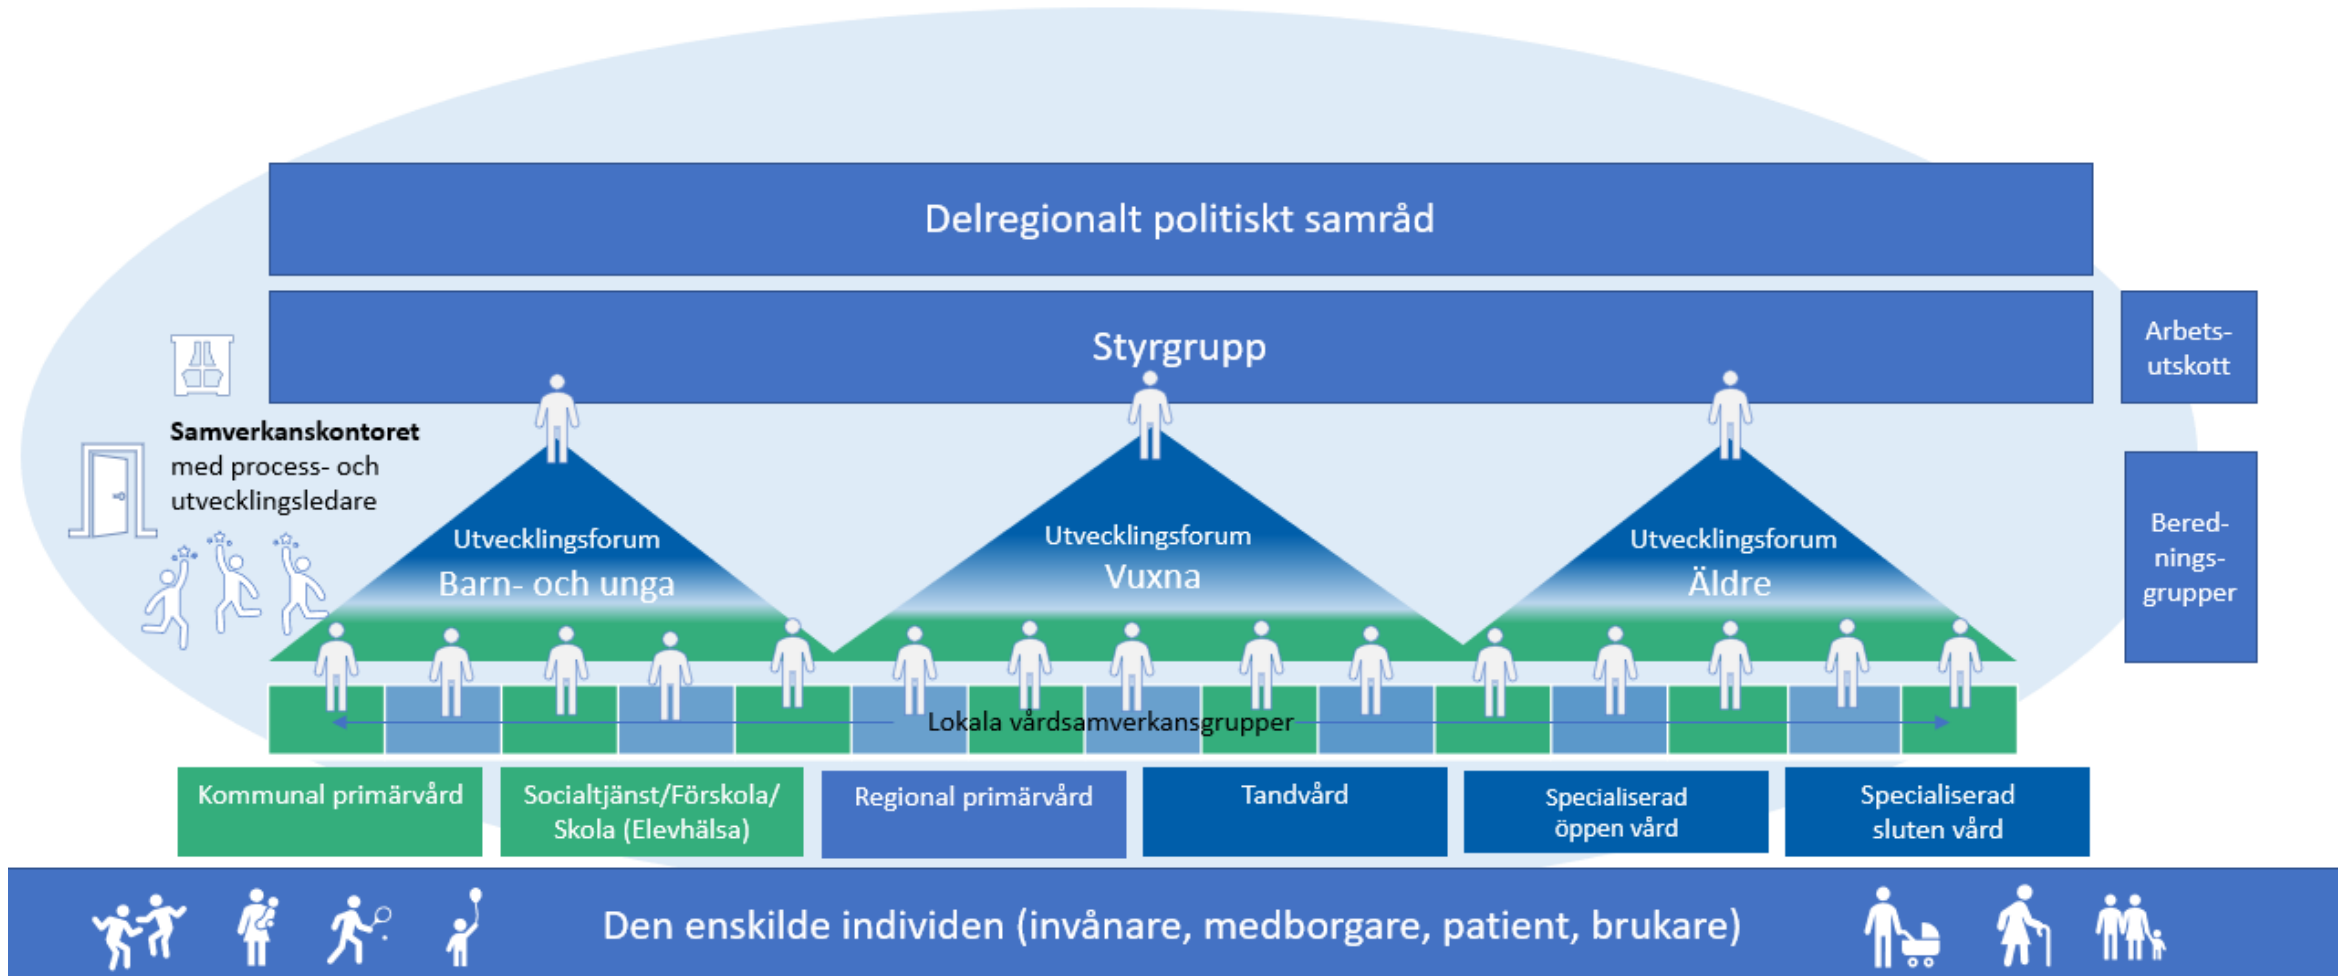 Delregionalt politiskt samråd
Styrgrupp
Arbets-
utskott
Samverkanskontoret
med process- och
utvecklingsledare
Utvecklingsforum
Barn- och unga
Utvecklingsforum
Vuxna
Utvecklingsforum
Äldre
Bered-
nings-
grupper
Lokala vårdsamverkansgrupper
Kommunal primärvård
Socialtjänst/Förskola/
Skola (Elevhälsa)
Regional primärvård
Tandvård
Specialiserad
öppen vård
Specialiserad
sluten vård
Den enskilde individen (invånare, medborgare, patient, brukare)